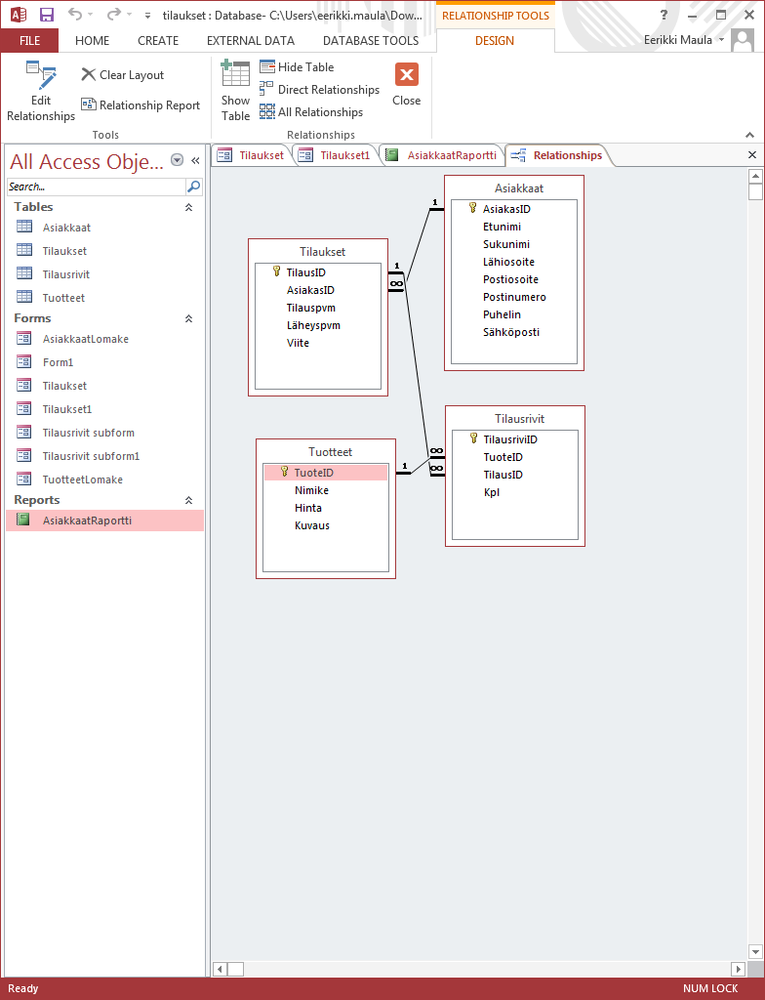 tilaukset : Database- C:\Users\eerikki.maula\Dow...
RELATIONSHIP TOOLS
?
FILE
HOME
CREATE
EXTERNAL DATA
DATABASE TOOLS
DESIGN
Eerikki Maula
Edit
Relationships
Clear Layout
Relationship Report
Tools
Show
Table
Hide Table
Direct Relationships
All Relationships
Close
Relationships
All Access Obje...
Search...
Tables
Asiakkaat
Tilaukset
Tilausrivit
Tuotteet
Forms
AsiakkaatLomake
Form1
Tilaukset
Tilaukset1
Tilausrivit subform
Tilausrivit subform1
TuotteetLomake
Reports
AsiakkaatRaportti
Tilaukset
Tilaukset1
AsiakkaatRaportti
Relationships
Asiakkaat
AsiakasID
Etunimi
Sukunimi
Lähiosoite
Postiosoite
Postinumero
Puhelin
Sähköposti
1
Tilaukset
TilausID
AsiakasID
Tilauspvm
Läheyspvm
Viite
1
∞
Tilausrivit
TilausriviID
TuoteID
TilausID
Kpl
∞
∞
Tuotteet
TuoteID
Nimike
Hinta
Kuvaus
1
Ready
NUM LOCK